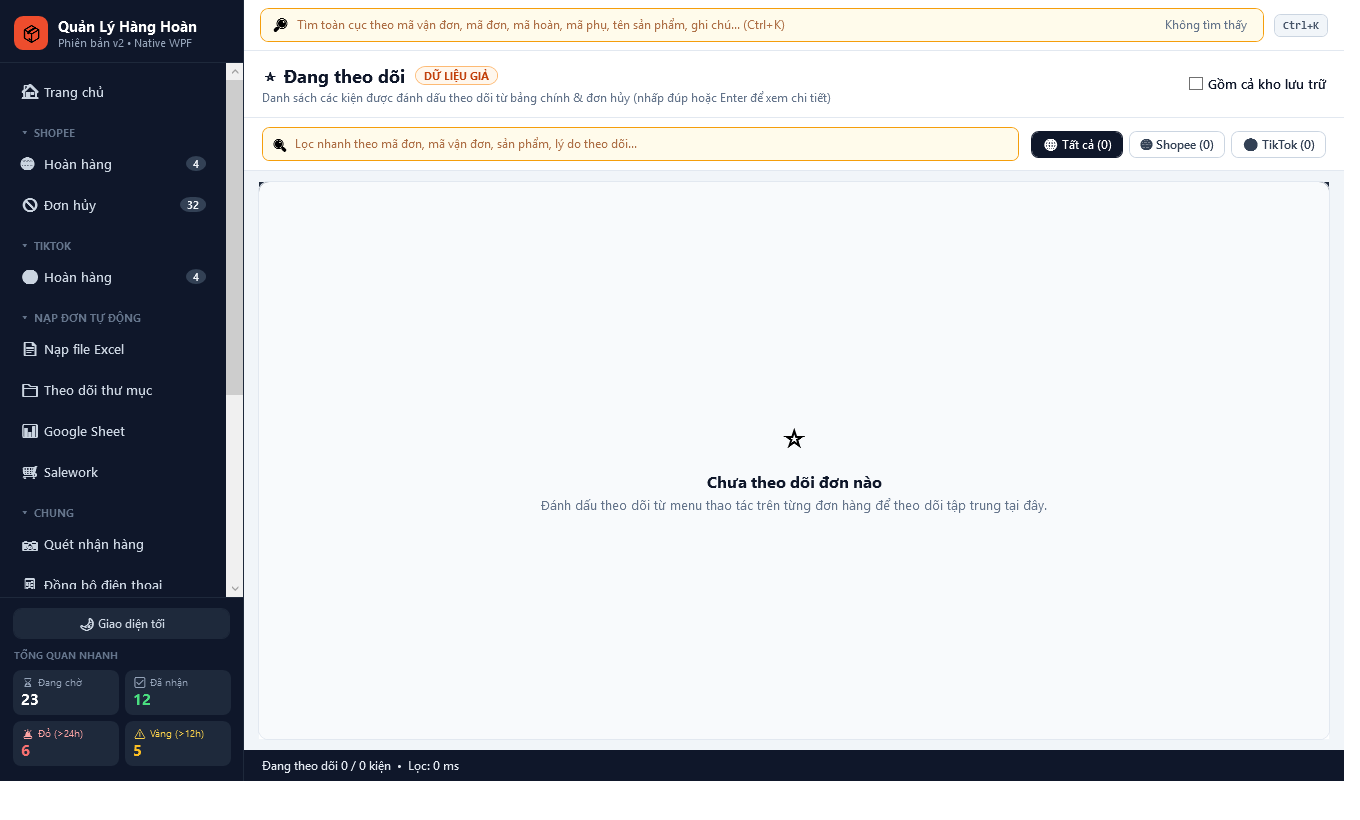 Quản Lý Hàng Hoàn
Phiên bản v2 • Native WPF
Trang chủ
SHOPEE
Hoàn hàng 4
Đơn hủy 32
TIKTOK
Hoàn hàng 4
NẠP ĐƠN TỰ ĐỘNG
Nạp file Excel
Theo dõi thư mục
Google Sheet
Salework
CHUNG
Quét nhận hàng
Đồng bộ điện thoại
Giao diện tối
TỔNG QUAN NHANH
Đang chờ
23
Đã nhận
12
Đỏ (>24h)
6
Vàng (>12h)
5
Tìm toàn cục theo mã vận đơn, mã đơn, mã hoàn, mã phụ, tên sản phẩm, ghi chú... (Ctrl+K) Không tìm thấy Ctrl+K
Đang theo dõi DỮ LIỆU GIẢ
Danh sách các kiện được đánh dấu theo dõi từ bảng chính & đơn hủy (nhấp đúp hoặc Enter để xem chi tiết)
Gồm cả kho lưu trữ
Lọc nhanh theo mã đơn, mã vận đơn, sản phẩm, lý do theo dõi...
Tất cả (0) Shopee (0) TikTok (0)
Chưa theo dõi đơn nào
Đánh dấu theo dõi từ menu thao tác trên từng đơn hàng để theo dõi tập trung tại đây.
Đang theo dõi 0 / 0 kiện • Lọc: 0 ms